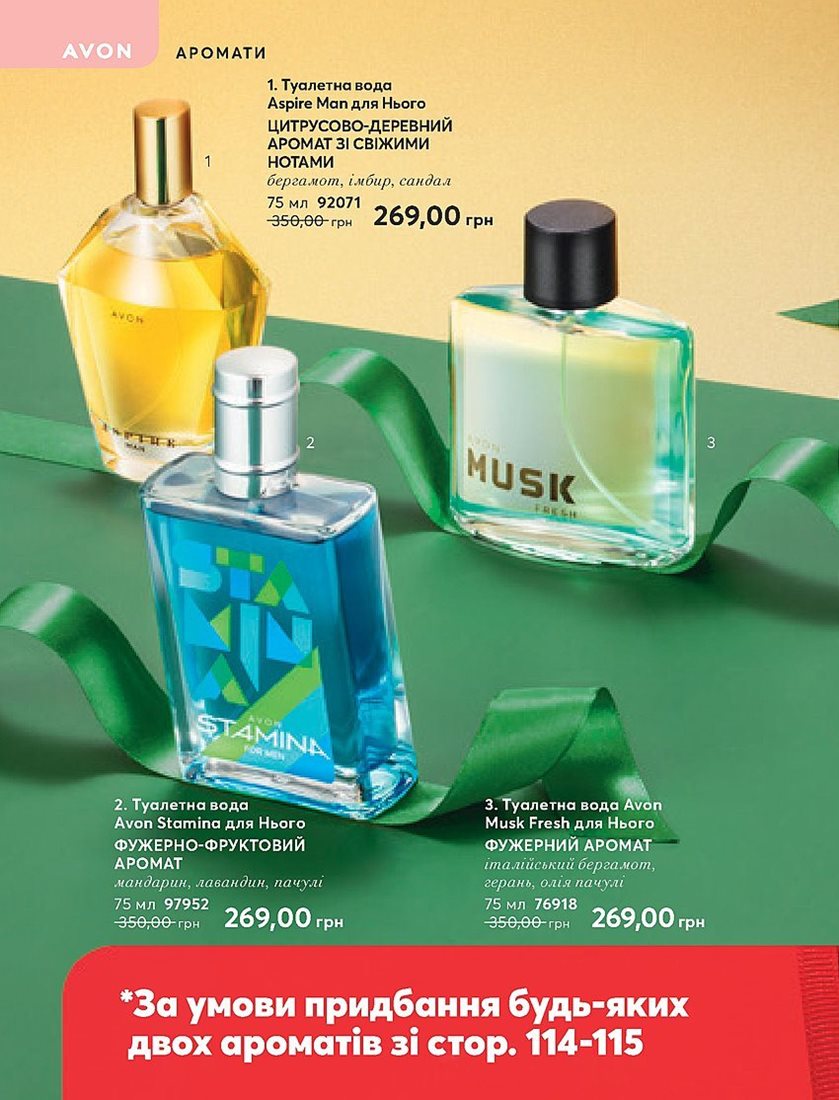 AVON
АРОМАТИ
1. Туалетна вода
Aspire Man для Нього
ЦИТРУСОВО-ДЕРЕВНИЙ
АРОМАТ ЗІ СВІЖИМИ
НОТАМИ
бергамот, імбир, сандал
75 мл 92071
350,00 грн 269,00 грн
1
AVON
ASPIRE
MAN
2
3
AVON
MUSK
FRESH
STAMINA
AVON
STAMINA
FOR MEN
2. Туалетна вода
Avon Stamina для Нього
ФУЖЕРНО-ФРУКТОВИЙ
АРОМАТ
мандарин, лавандин, пачулі
75 мл 97952
350,00 грн 269,00 грн
3. Туалетна вода Avon
Musk Fresh для Нього
ФУЖЕРНИЙ АРОМАТ
італійський бергамот,
герань, олія пачулі
75 мл 76918
350,00 грн 269,00 грн
*За умови придбання будь-яких
двох ароматів зі стор. 114-115